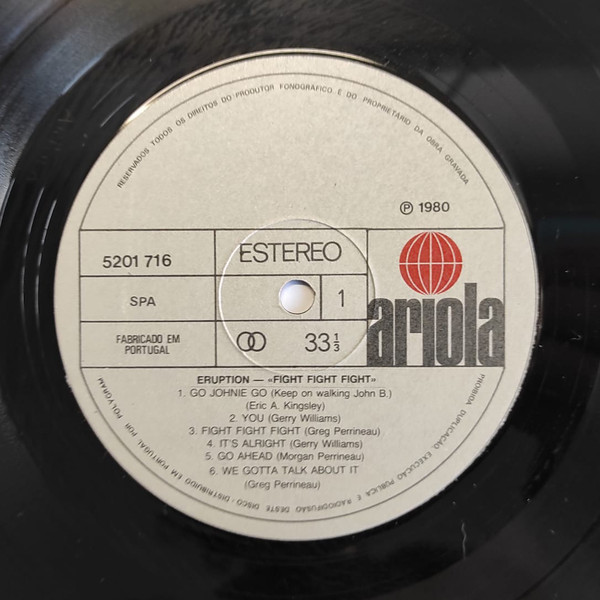 RESERVADOS TODOS OS DIREITOS DO PRODUTOR FONOGRÁFICO E DO PROPRIETÁRIO DA OBRA GRAVADA
℗ 1980
5201 716
ESTEREO
SPA
1
FABRICADO EM
PORTUGAL
33 1/3
ariola
ERUPTION — «FIGHT FIGHT FIGHT»
1. GO JOHNIE GO (Keep on walking John B.)
(Eric A. Kingsley)
2. YOU (Gerry Williams)
3. FIGHT FIGHT FIGHT (Greg Perrineau)
4. IT'S ALRIGHT (Gerry Williams)
5. GO AHEAD (Morgan Perrineau)
6. WE GOTTA TALK ABOUT IT
(Greg Perrineau)
PROIBIDA DUPLICAÇÃO, EXECUÇÃO PÚBLICA E RADIODIFUSÃO DESTE DISCO / DISTRIBUIDO EM PORTUGAL POR POLYGRAM